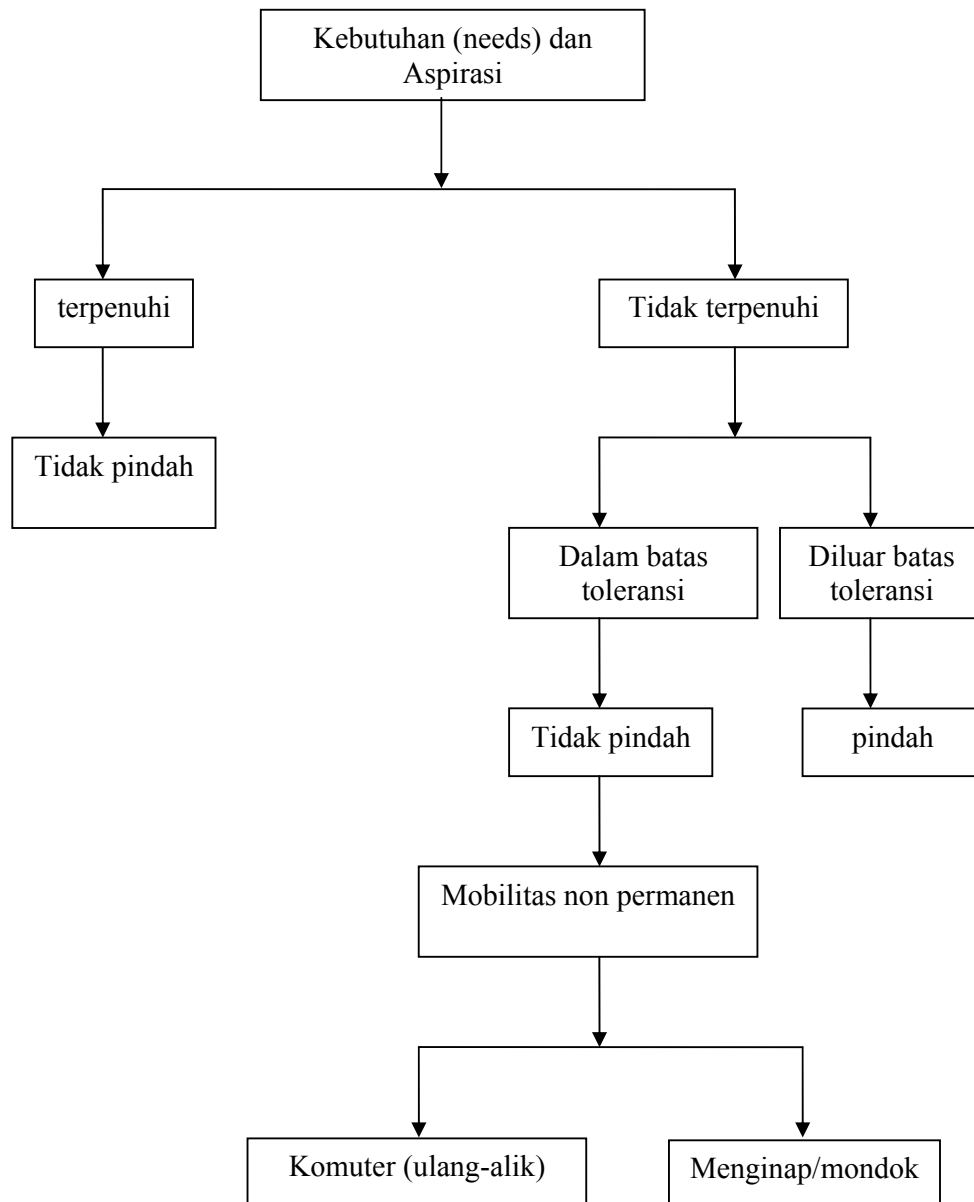 Kebutuhan (needs) dan
Aspirasi
terpenuhi
Tidak terpenuhi
Tidak pindah
Dalam batas
toleransi
Diluar batas
toleransi
Tidak pindah
pindah
Mobilitas non permanen
Komuter (ulang-alik)
Menginap/mondok